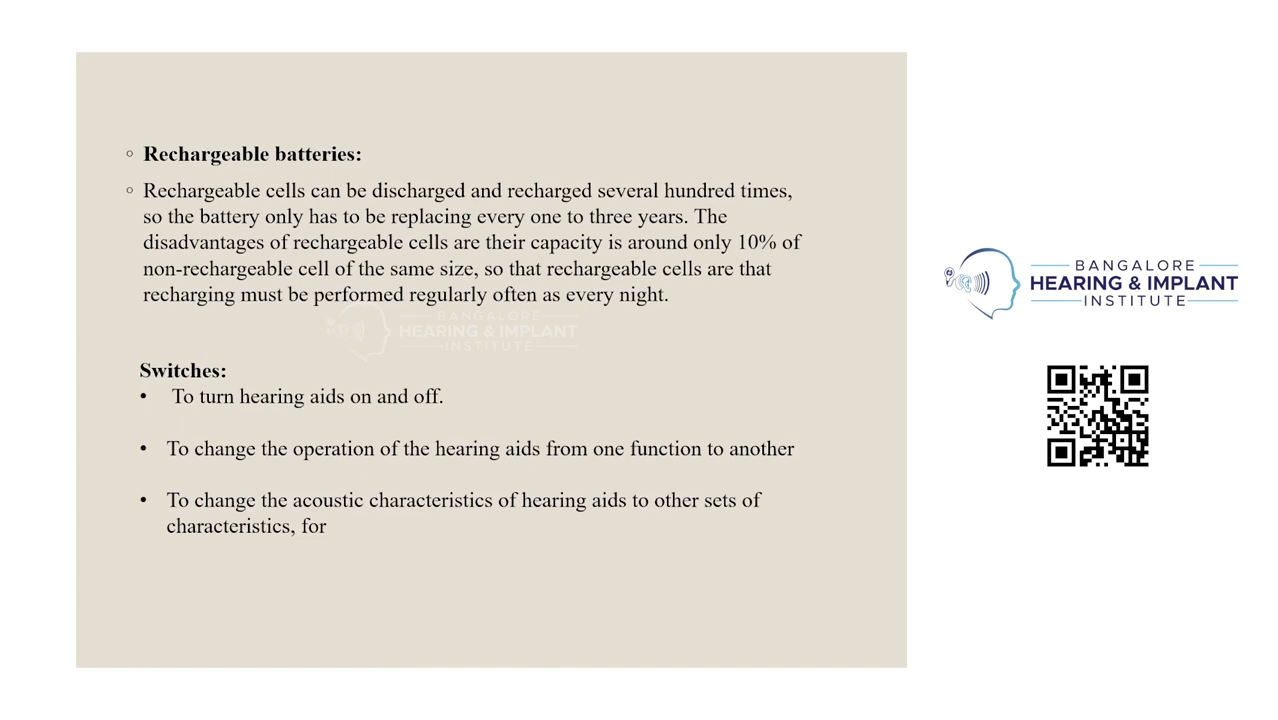 Rechargeable batteries:
Rechargeable cells can be discharged and recharged several hundred times,
so the battery only has to be replacing every one to three years. The
disadvantages of rechargeable cells are their capacity is around only 10% of
non-rechargeable cell of the same size, so that rechargeable cells are that
recharging must be performed regularly often as every night.
BANGALORE
HEARING & IMPLANT
INSTITUTE
Switches:
• To turn hearing aids on and off.
• To change the operation of the hearing aids from one function to another
• To change the acoustic characteristics of hearing aids to other sets of
characteristics, for
BANGALORE
HEARING & IMPLANT
INSTITUTE